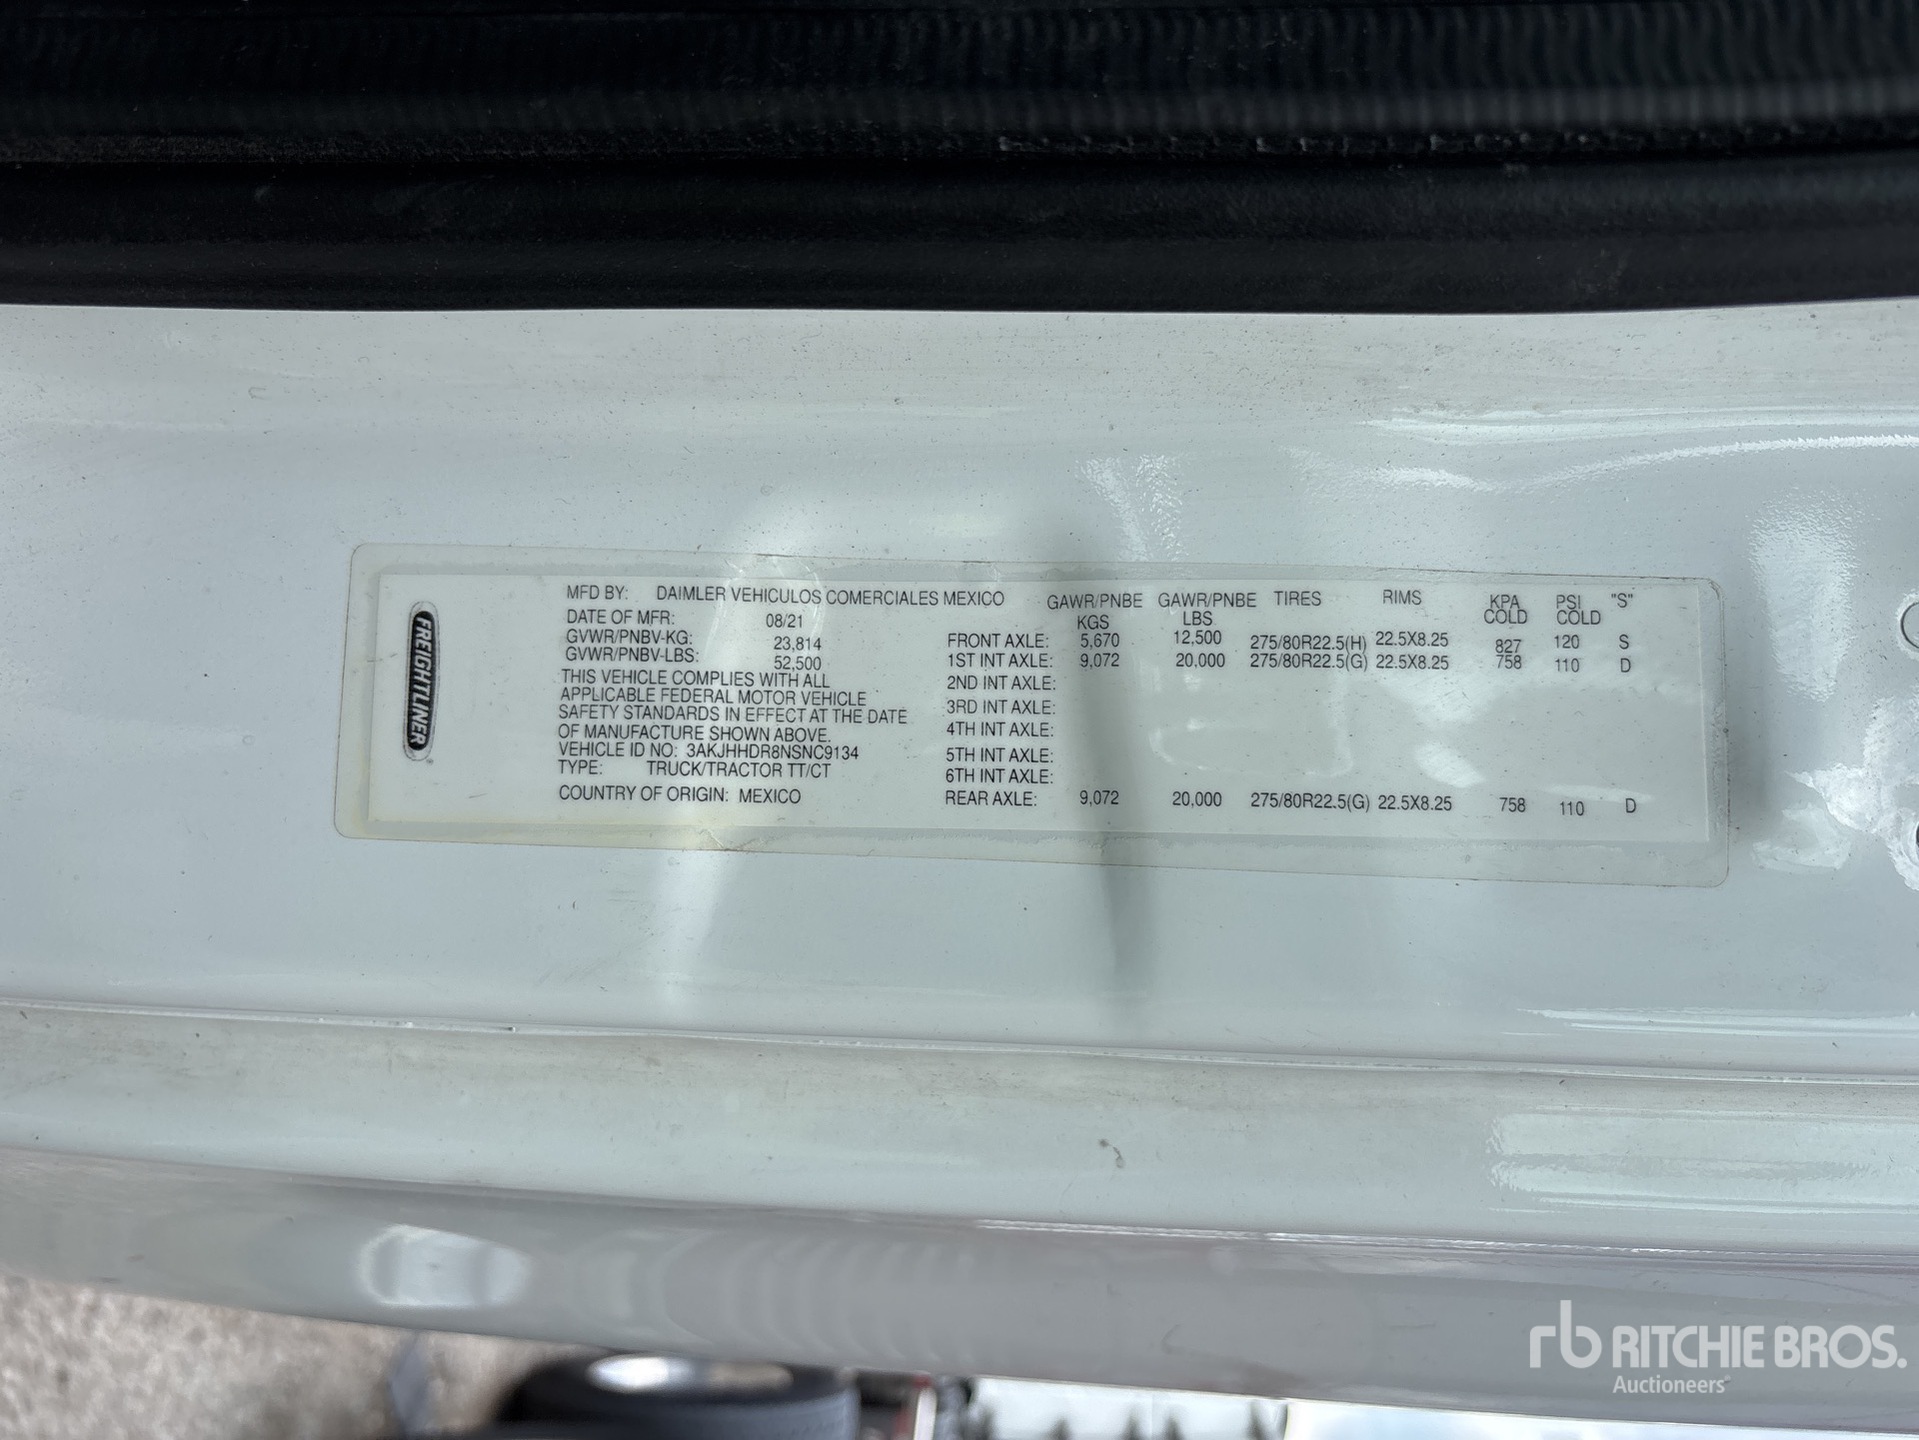 FREIGHTLINER
MFD BY: DAIMLER VEHICULOS COMERCIALES MEXICO
DATE OF MFR: 08/21
GVWR/PNBV-KG: 23,814
GVWR/PNBV-LBS: 52,500
THIS VEHICLE COMPLIES WITH ALL
APPLICABLE FEDERAL MOTOR VEHICLE
SAFETY STANDARDS IN EFFECT AT THE DATE
OF MANUFACTURE SHOWN ABOVE.
VEHICLE ID NO: 3AKJHHDR8NSNC9134
TYPE: TRUCK/TRACTOR TT/CT
COUNTRY OF ORIGIN: MEXICO
GAWR/PNBE GAWR/PNBE TIRES RIMS KPA PSI "S"
KGS LBS COLD COLD
FRONT AXLE: 5,670 12,500 275/80R22.5(H) 22.5X8.25 827 120 S
1ST INT AXLE: 9,072 20,000 275/80R22.5(G) 22.5X8.25 758 110 D
2ND INT AXLE:
3RD INT AXLE:
4TH INT AXLE:
5TH INT AXLE:
6TH INT AXLE:
REAR AXLE: 9,072 20,000 275/80R22.5(G) 22.5X8.25 758 110 D
rb RITCHIE BROS.
Auctioneers